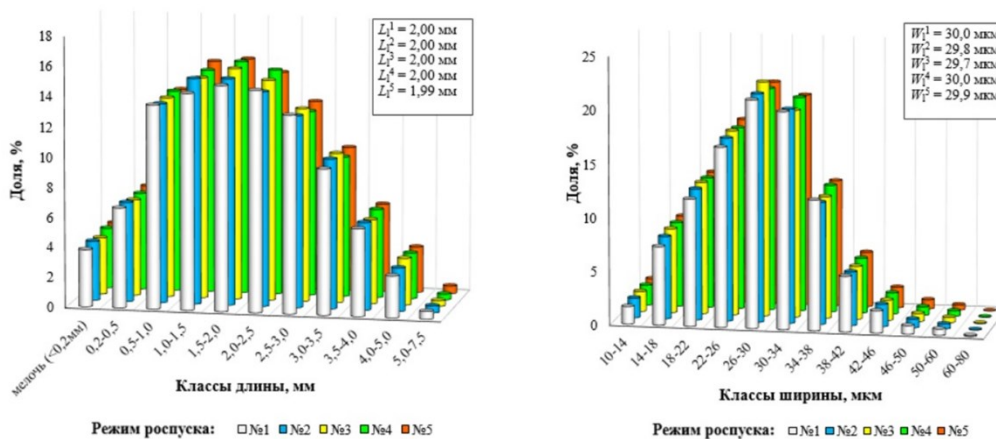 18
16
14
12
10
8
6
4
2
0
Доля, %
L₁¹ = 2,00 мм
L₁² = 2,00 мм
L₁³ = 2,00 мм
L₁⁴ = 2,00 мм
L₁⁵ = 1,99 мм
мелочь (<0,2мм)
0,2-0,5
0,5-1,0
1,0-1,5
1,5-2,0
2,0-2,5
2,5-3,0
3,0-3,5
3,5-4,0
4,0-5,0
5,0-7,5
Классы длины, мм
Режим роспуска: №1 №2 №3 №4 №5
25
20
15
10
5
0
Доля, %
W₁¹ = 30,0 мкм
W₁² = 29,8 мкм
W₁³ = 29,7 мкм
W₁⁴ = 30,0 мкм
W₁⁵ = 29,9 мкм
10-14
14-18
18-22
22-26
26-30
30-34
34-38
38-42
42-46
46-50
50-60
60-80
Классы ширины, мкм
Режим роспуска: №1 №2 №3 №4 №5